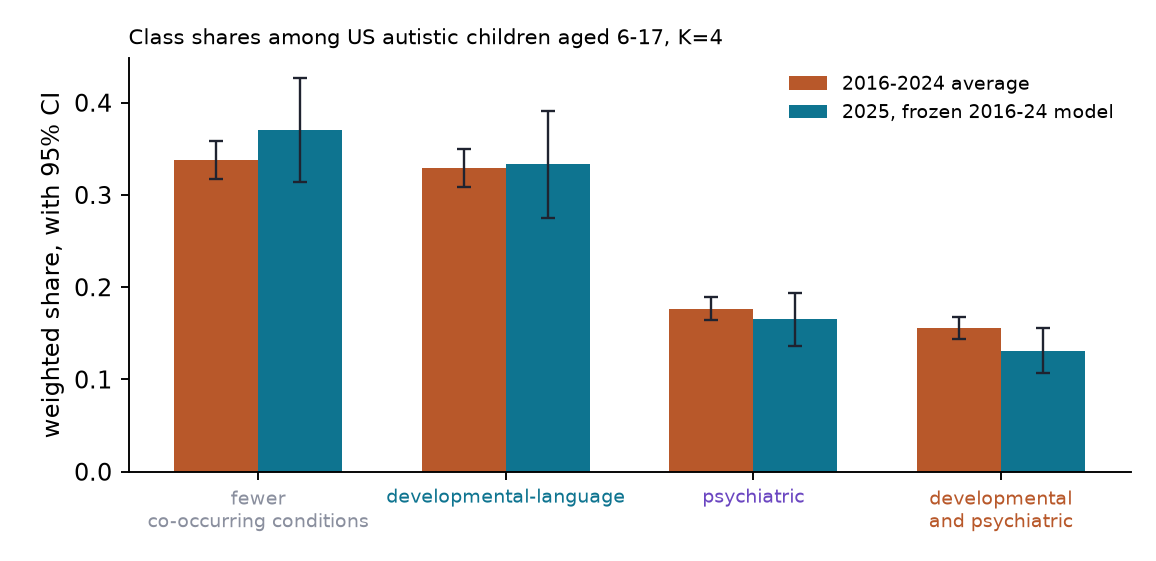 Class shares among US autistic children aged 6-17, K=4
2016-2024 average
2025, frozen 2016-24 model
weighted share, with 95% CI
0.4
0.3
0.2
0.1
0.0
fewer
co-occurring conditions
developmental-language
psychiatric
developmental
and psychiatric